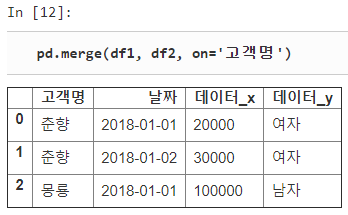 In [12]:
pd.merge(df1, df2, on='고객명')
고객명 날짜 데이터_x 데이터_y
0 춘향 2018-01-01 20000 여자
1 춘향 2018-01-02 30000 여자
2 몽룡 2018-01-01 100000 남자